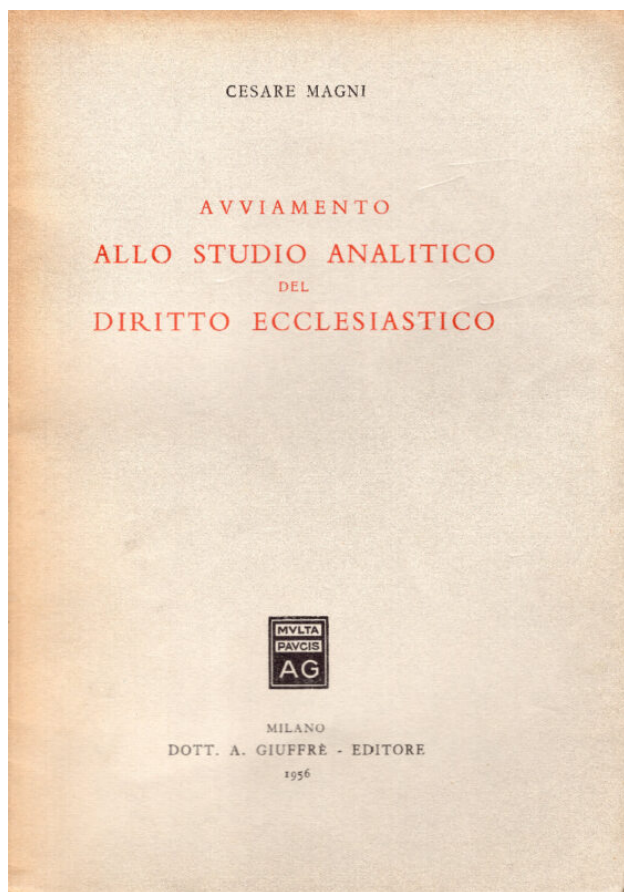 CESARE MAGNI
AVVIAMENTO
ALLO STUDIO ANALITICO
DEL
DIRITTO ECCLESIASTICO
MVLTA
PAVCIS
AG
MILANO
DOTT. A. GIUFFRÈ - EDITORE
1956